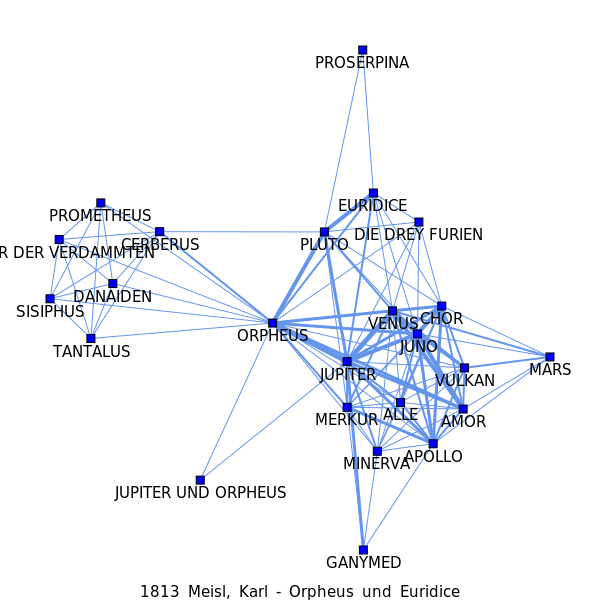 PROSERPINA
EURIDICE
PROMETHEUS
DIE DREY FURIEN
CERBERUS
PLUTO
R DER VERDAMMTEN
DANAIDEN
SISIPHUS
CHOR
VENUS
ORPHEUS
JUNO
TANTALUS
MARS
JUPITER
VULKAN
ALLE
MERKUR
AMOR
APOLLO
MINERVA
JUPITER UND ORPHEUS
GANYMED
1813 Meisl, Karl - Orpheus und Euridice